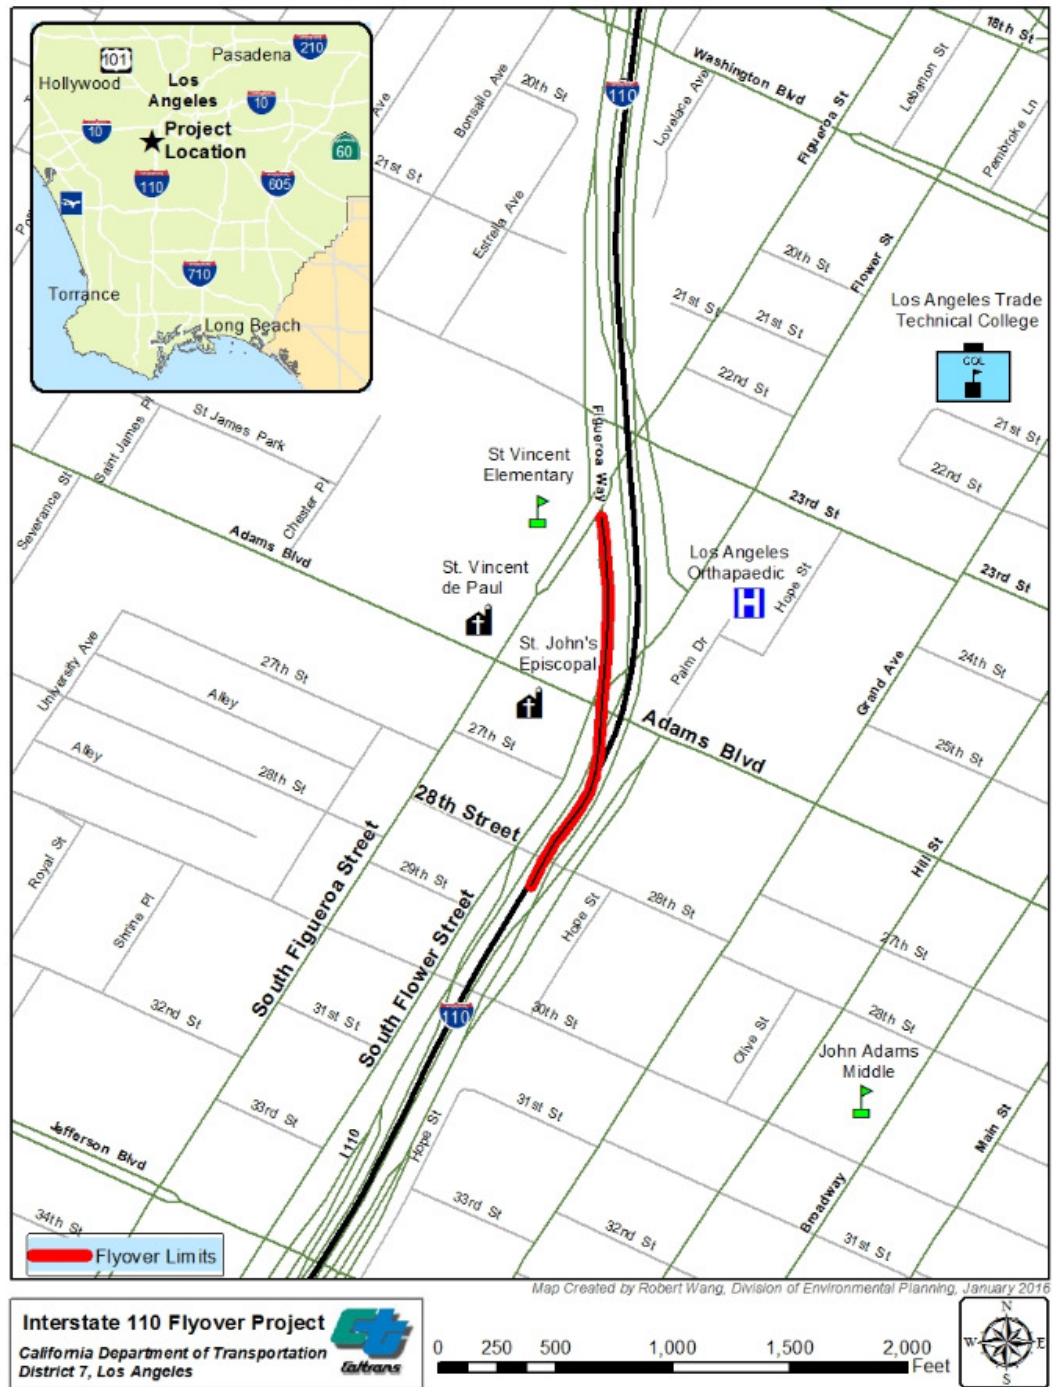 101
Pasadena
210
Hollywood
Los
Angeles
10
10
Project
Location
60
110
605
710
Torrance
Long Beach
18th St
Washington Blvd
Lebanon St
Pembroke Ln
110
Lovelace Ave
Figueroa St
20th St
Bonsallo Ave
Ave
21st St
Estrella Ave
20th St
Flower St
21st St
21st St
22nd St
Los Angeles Trade
Technical College
COL
21st St
22nd St
St James Park
Saint James Pl
Severance St
Chester Pl
Figueroa Way
St Vincent
Elementary
23rd St
Adams Blvd
St. Vincent
de Paul
Los Angeles
Orthapaedic
H
Hope St
23rd St
St. John's
Episcopal
Palm Dr
University Ave
27th St
Alley
Alley
28th St
27th St
Grand Ave
24th St
Adams Blvd
25th St
28th Street
29th St
South Figueroa Street
South Flower Street
Royal St
Shrine Pl
Hill St
Hope St
28th St
27th St
32nd St
31st St
110
30th St
Olive St
28th St
John Adams
Middle
33rd St
I.110
Hope St
31st St
Main St
Jefferson Blvd
34th St
33rd St
32nd St
Broadway
31st St
Flyover Limits
Map Created by Robert Wang, Division of Environmental Planning, January 2016
Interstate 110 Flyover Project
California Department of Transportation
District 7, Los Angeles
Caltrans
0 250 500 1,000 1,500 2,000
Feet
N
W E
S